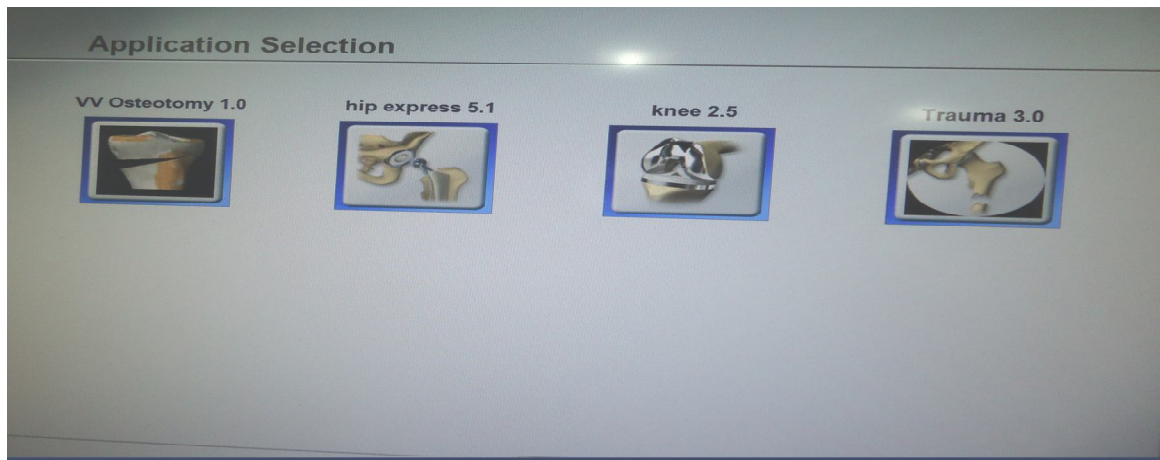 Application Selection
VV Osteotomy 1.0
hip express 5.1
knee 2.5
Trauma 3.0